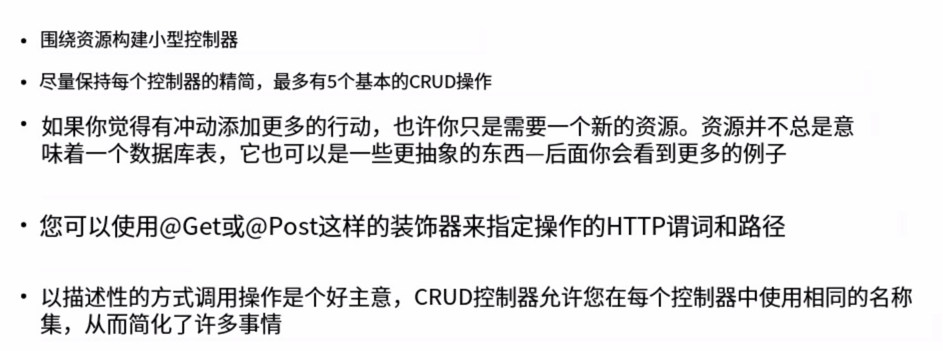 • 围绕资源构建小型控制器
• 尽量保持每个控制器的精简，最多有5个基本的CRUD操作
• 如果你觉得有冲动添加更多的行动，也许你只是需要一个新的资源。资源并不总是意
味着一个数据库表，它也可以是一些更抽象的东西—后面你会看到更多的例子
• 您可以使用@Get或@Post这样的装饰器来指定操作的HTTP谓词和路径
• 以描述性的方式调用操作是个好主意，CRUD控制器允许您在每个控制器中使用相同的名称
集，从而简化了许多事情